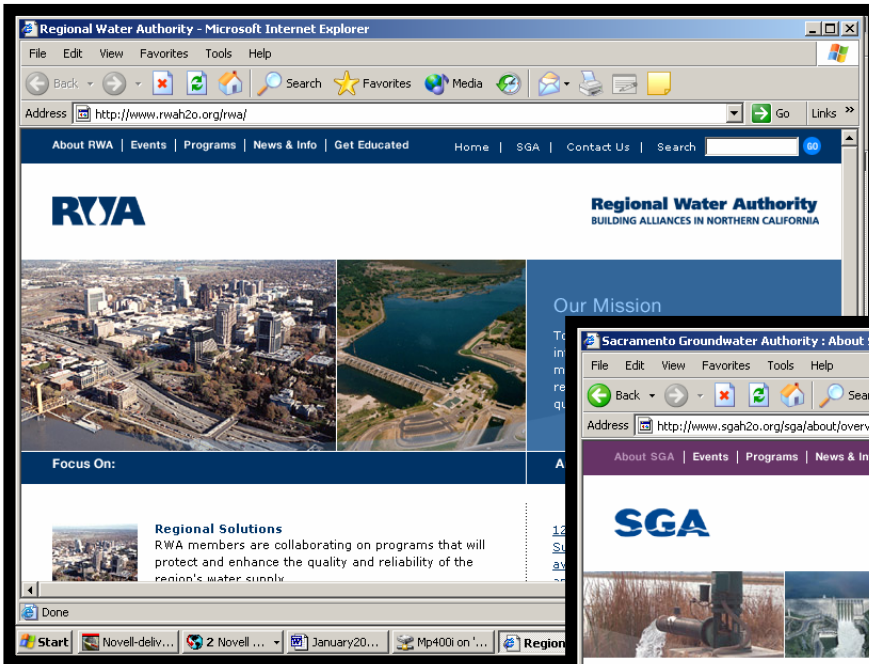 Regional Water Authority - Microsoft Internet Explorer
File Edit View Favorites Tools Help
Back Search Favorites Media
Address http://www.rwah2o.org/rwa/ Go Links »
About RWA | Events | Programs | News & Info | Get Educated Home | SGA | Contact Us | Search GO
RWA
Regional Water Authority
BUILDING ALLIANCES IN NORTHERN CALIFORNIA
Our Mission
Focus On:
Regional Solutions
RWA members are collaborating on programs that will
protect and enhance the quality and reliability of the
region's water supply
Done
Start Novell-deliv... 2 Novell ... January20... Mp400i on '... Region
Sacramento Groundwater Authority : About
File Edit View Favorites Tools Help
Back Sear
Address http://www.sgah2o.org/sga/about/overv
About SGA | Events | Programs | News & In
SGA